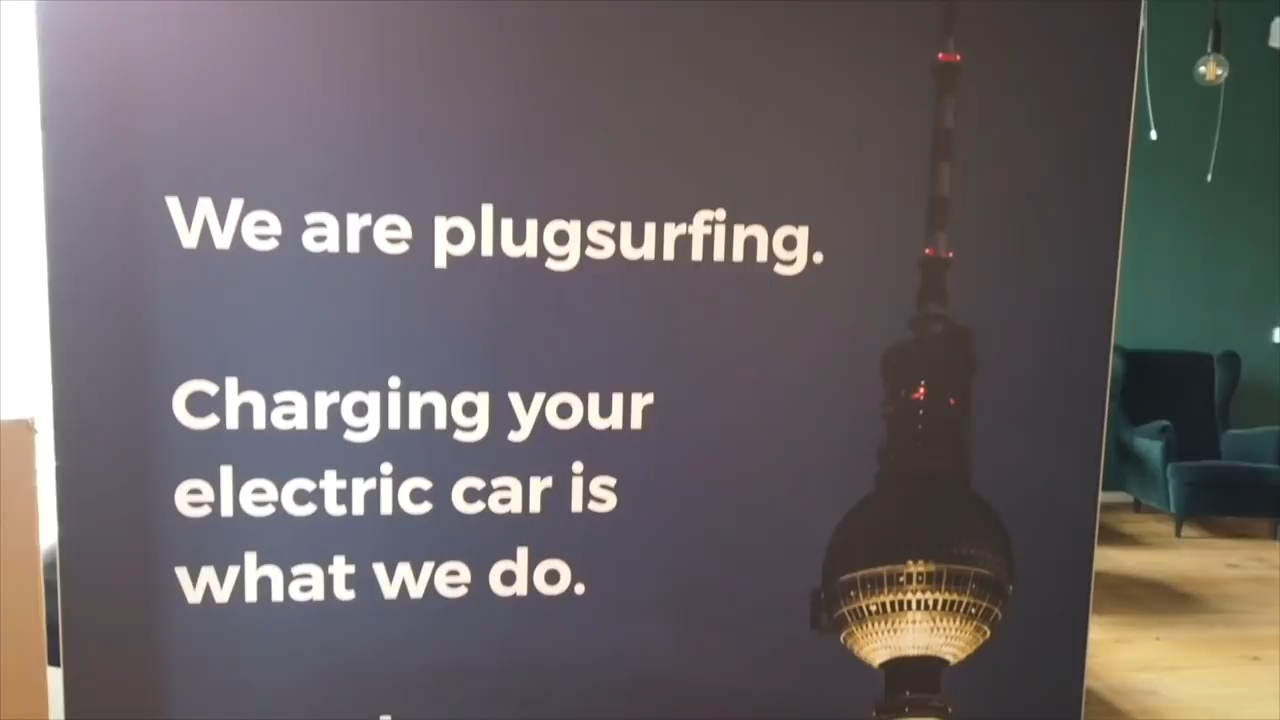 We are plugsurfing.
Charging your
electric car is
what we do.